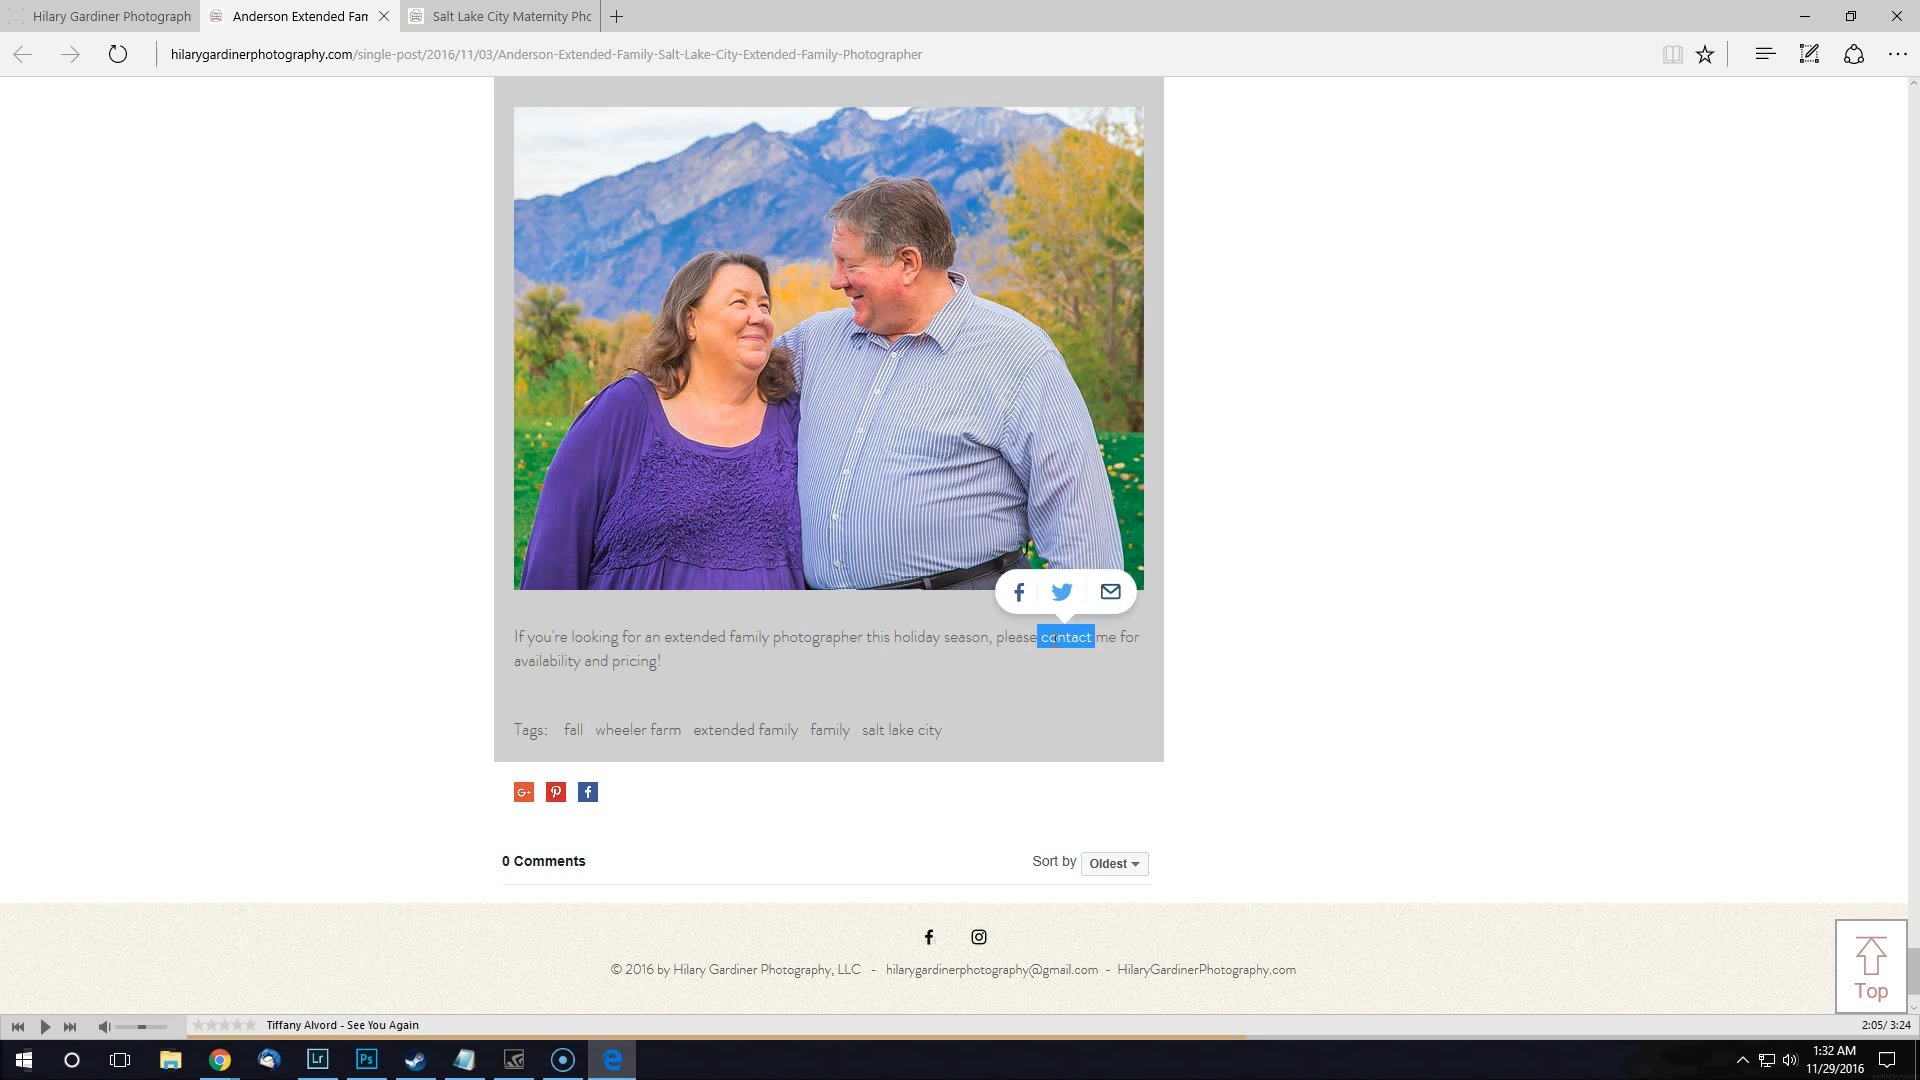 Hilary Gardiner Photograph
Anderson Extended Fam
Salt Lake City Maternity Pho
hilarygardinerphotography.com/single-post/2016/11/03/Anderson-Extended-Family-Salt-Lake-City-Extended-Family-Photographer
If you're looking for an extended family photographer this holiday season, please contact me for
availability and pricing!
Tags: fall wheeler farm extended family family salt lake city
G+
0 Comments
Sort by Oldest
© 2016 by Hilary Gardiner Photography, LLC - hilarygardinerphotography@gmail.com - HilaryGardinerPhotography.com
Top
Tiffany Alvord - See You Again
2:05/ 3:24
Lr
Ps
1:32 AM
11/29/2016